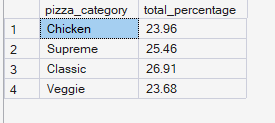 pizza_category total_percentage
1 Chicken 23.96
2 Supreme 25.46
3 Classic 26.91
4 Veggie 23.68